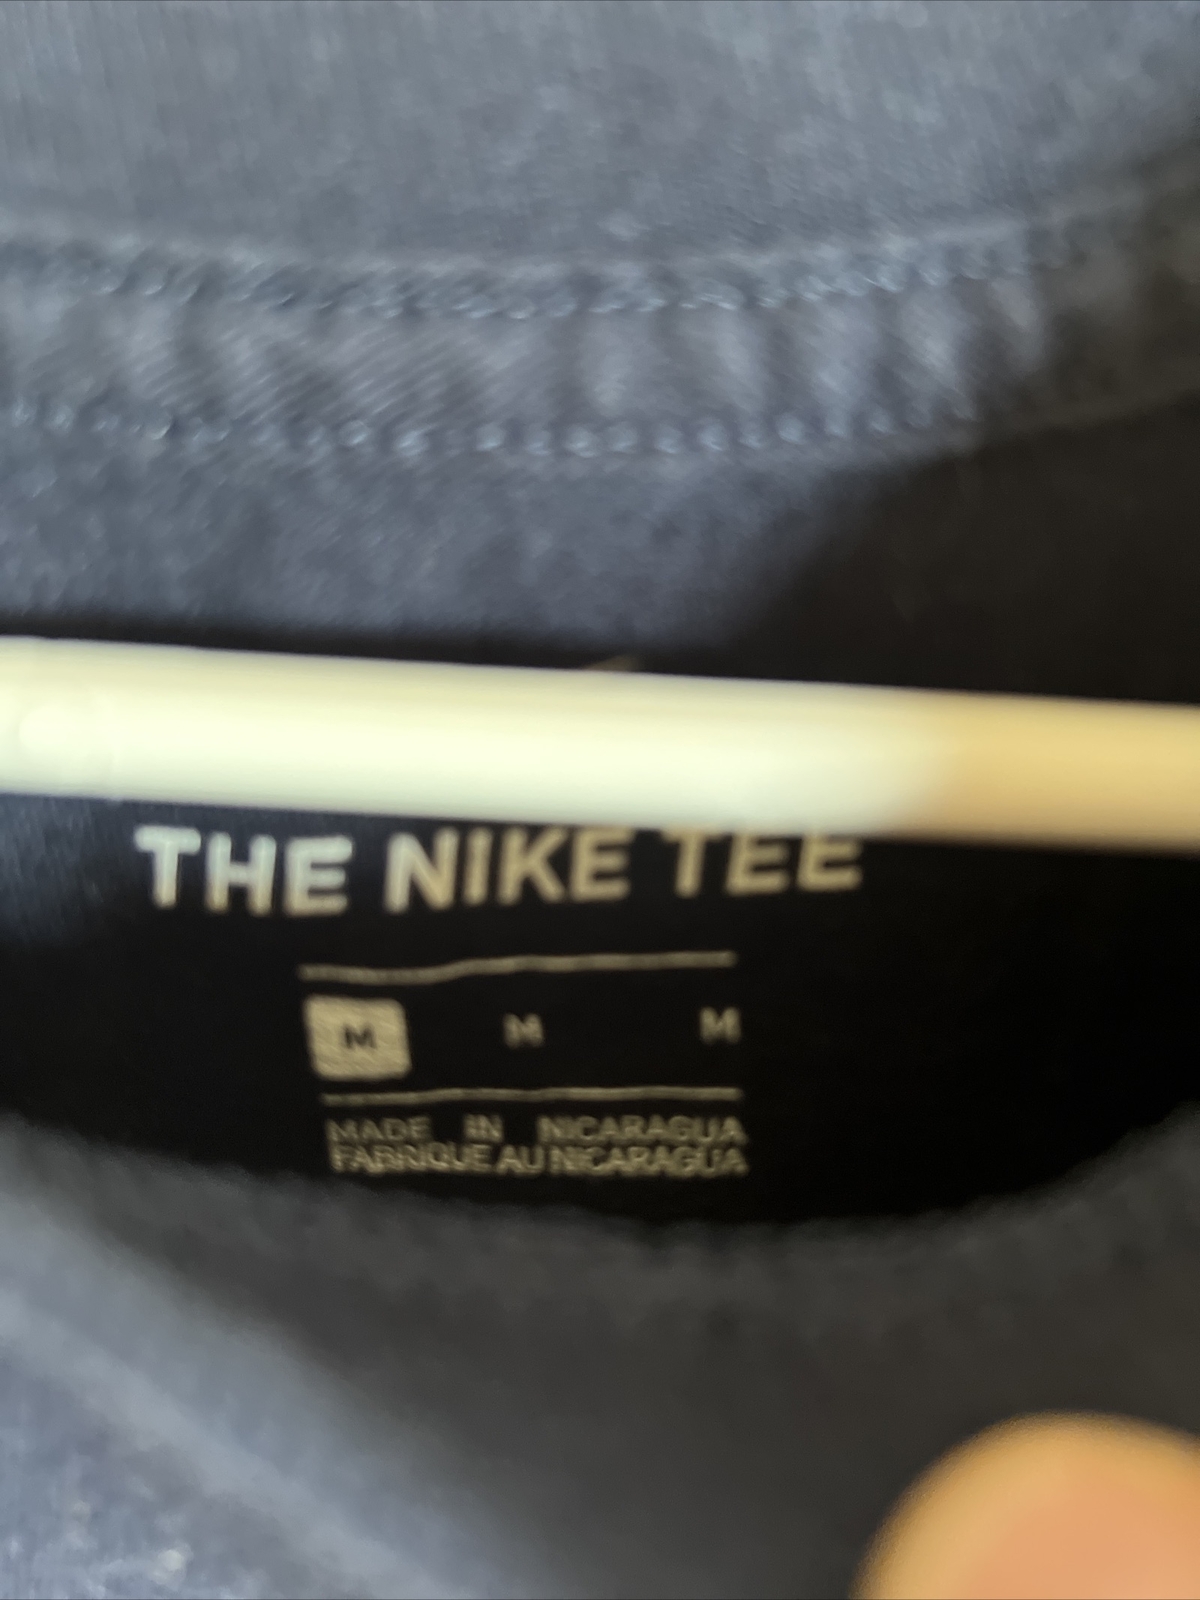 THE NIKE TEE
M M M
MADE IN NICARAGUA
FABRIQUE AU NICARAGUA